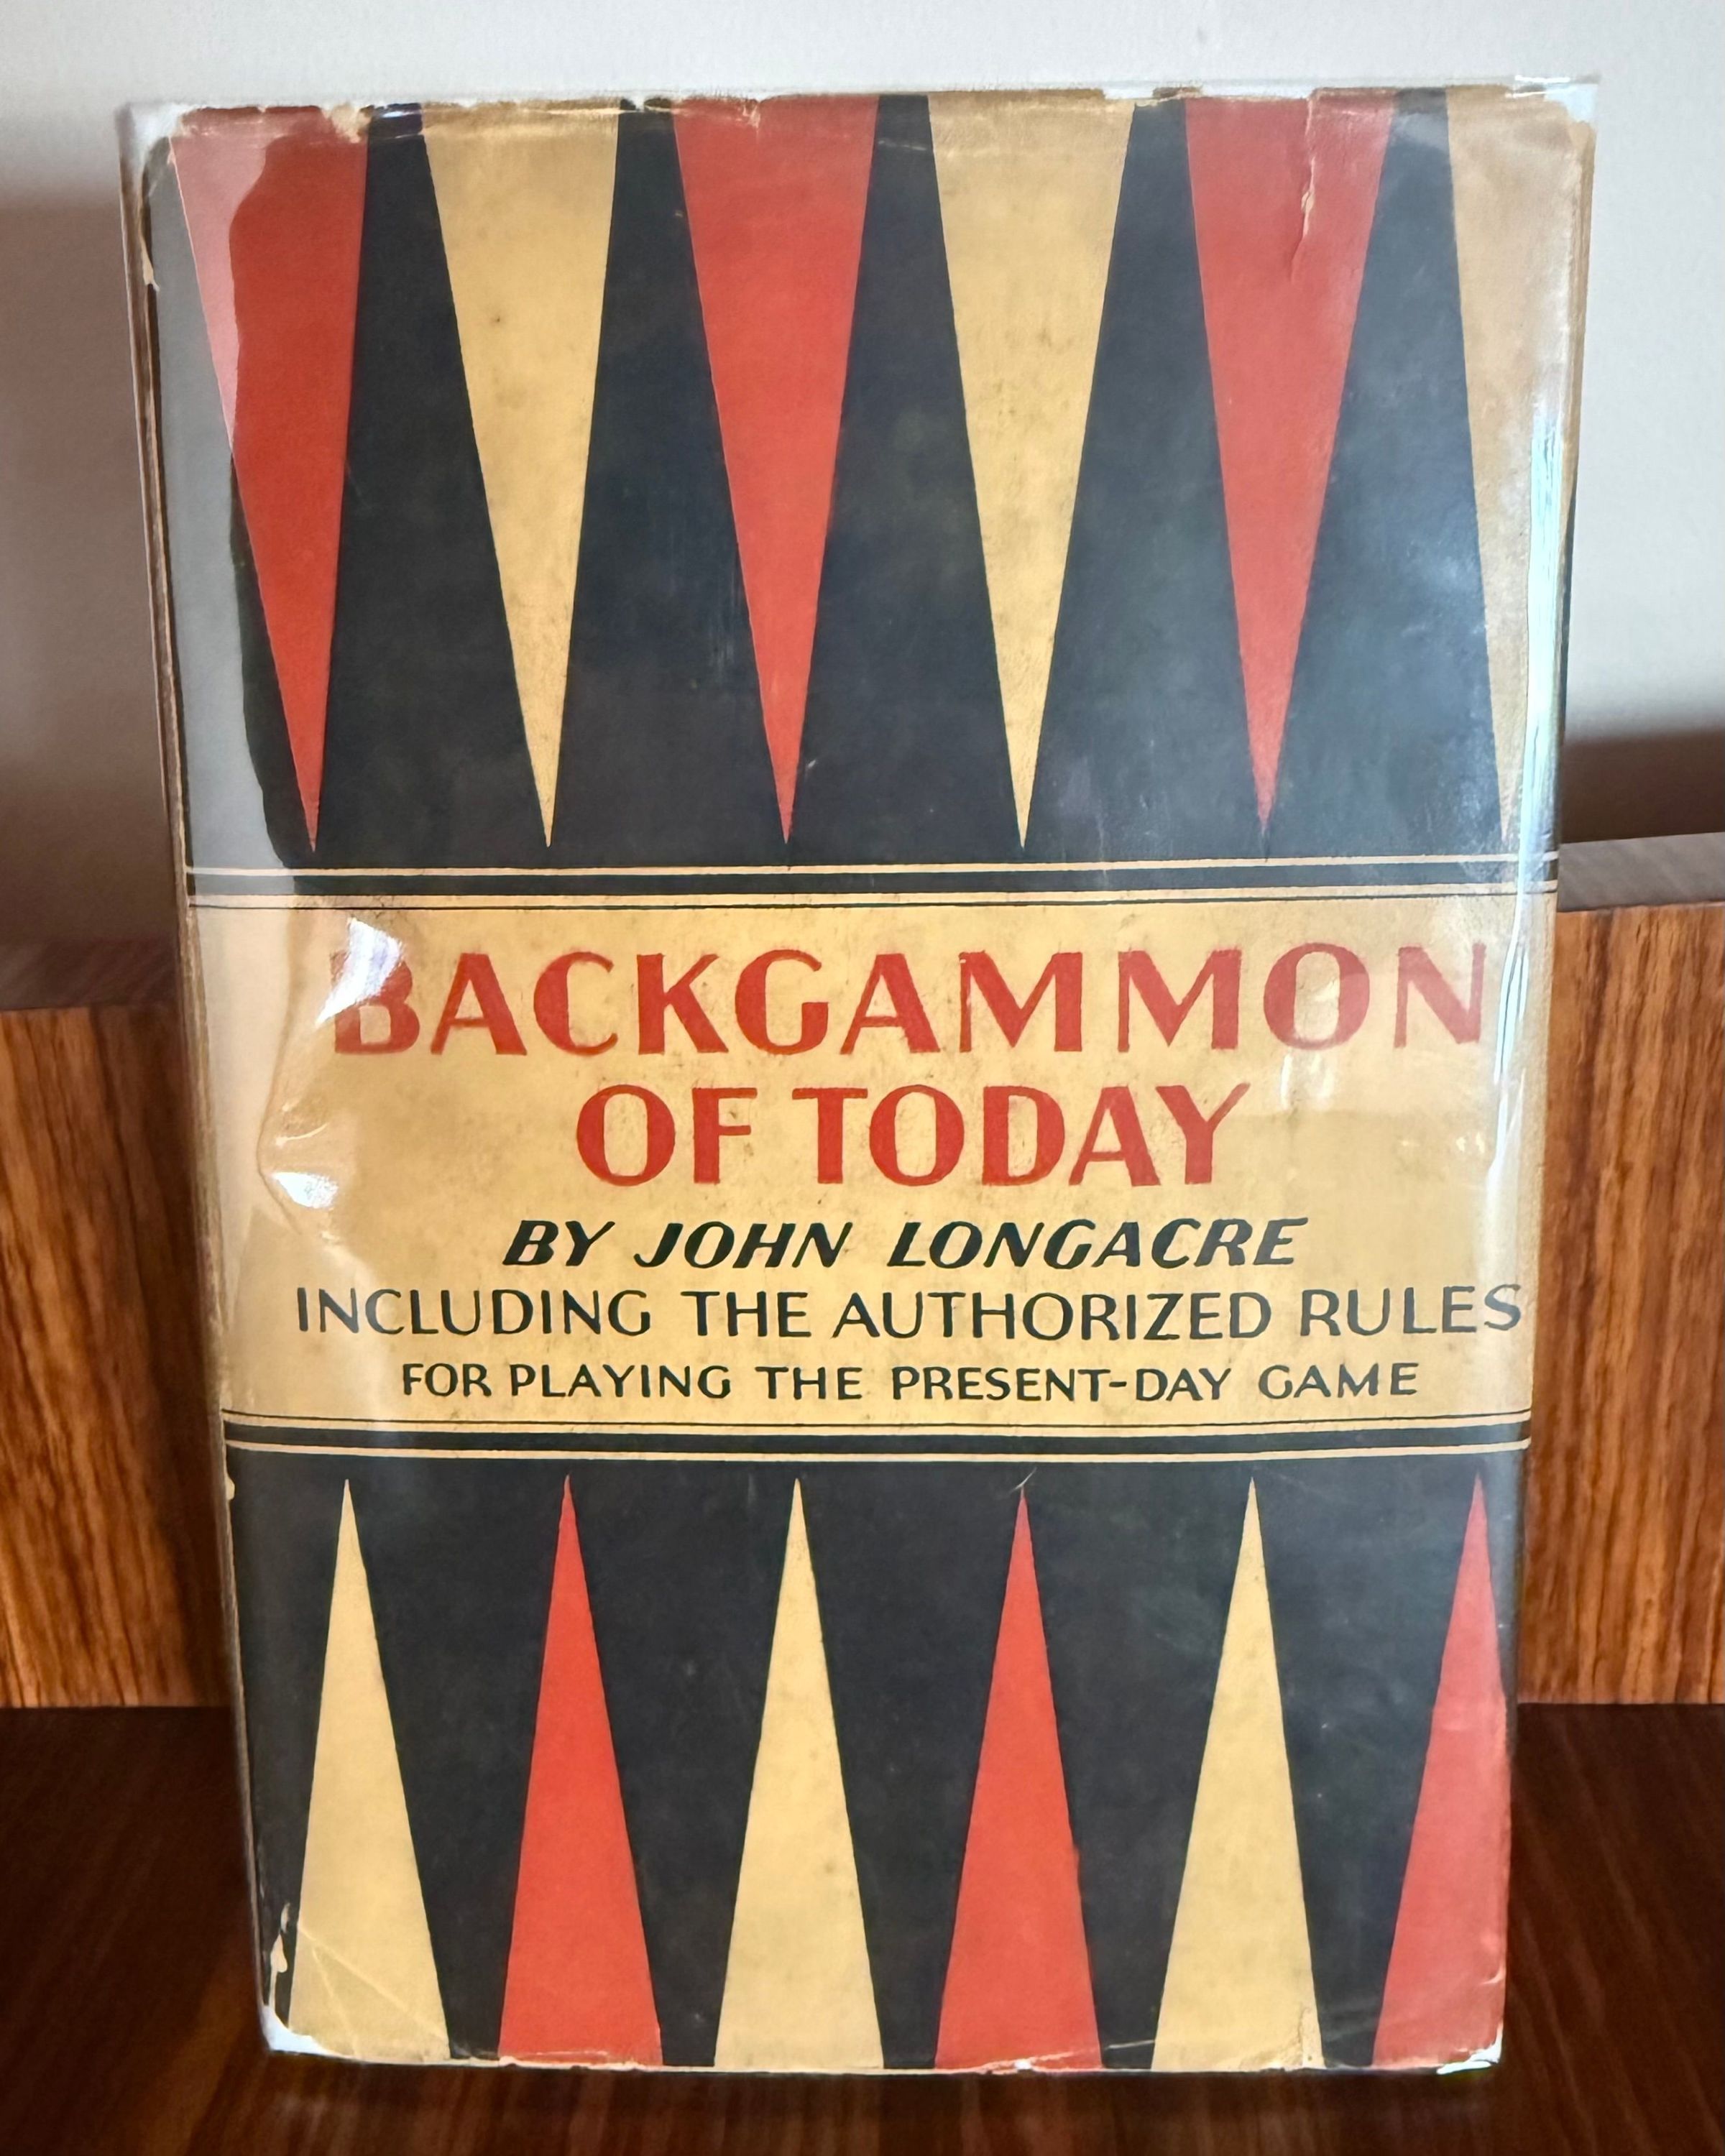 BACKGAMMON
OF TODAY
BY JOHN LONGACRE
INCLUDING THE AUTHORIZED RULES
FOR PLAYING THE PRESENT-DAY GAME